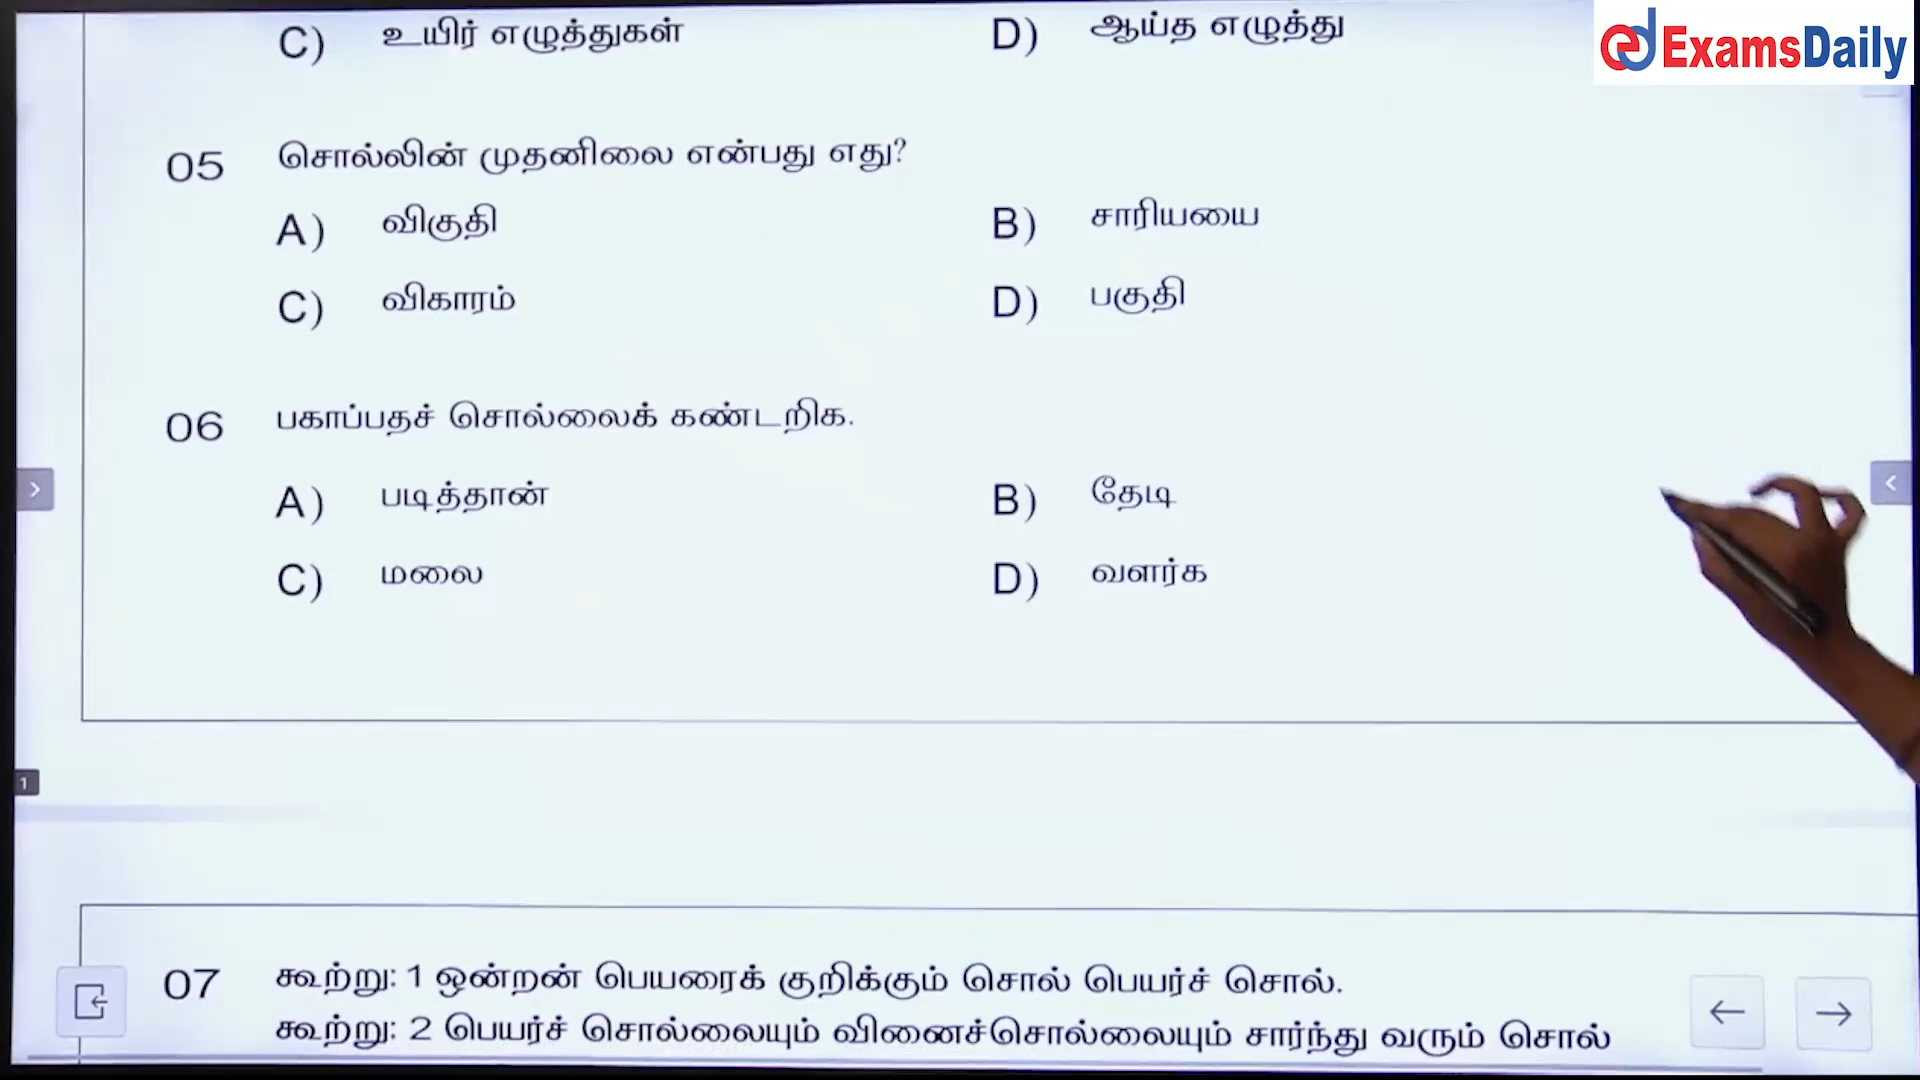 C) உயிர் எழுத்துகள் D) ஆய்த எழுத்து
ExamsDaily
05 சொல்லின் முதனிலை என்பது எது?
A) விகுதி B) சாரியயை
C) விகாரம் D) பகுதி
06 பகாப்பதச் சொல்லைக் கண்டறிக.
A) படித்தான் B) தேடி
C) மலை D) வளர்க
1
07 கூற்று: 1 ஒன்றன் பெயரைக் குறிக்கும் சொல் பெயர்ச் சொல்.
கூற்று: 2 பெயர்ச் சொல்லையும் வினைச்சொல்லையும் சார்ந்து வரும் சொல்